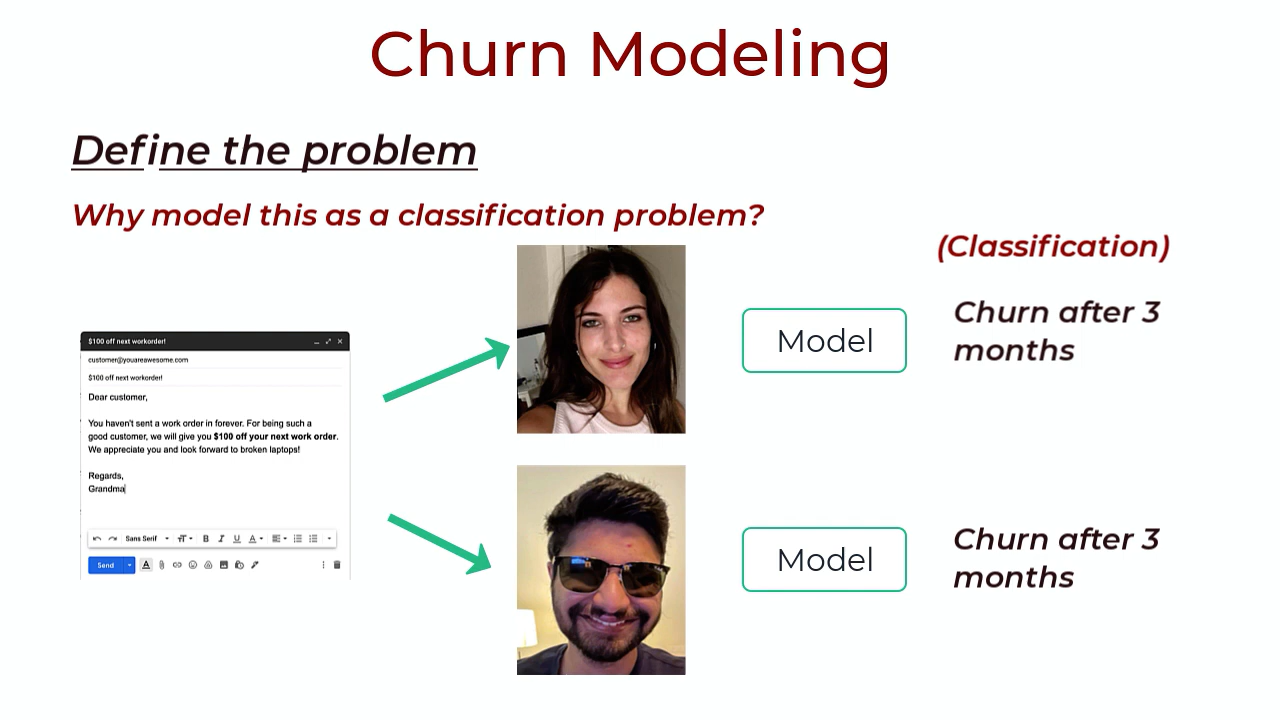 Churn Modeling
Define the problem
Why model this as a classification problem?
(Classification)
$100 off next workorder!
customer@youareawesome.com
$100 off next workorder!
Dear customer,
You haven't sent a work order in forever. For being such a
good customer, we will give you $100 off your next work order.
We appreciate you and look forward to broken laptops!
Regards,
Grandma
Sans Serif
Send
Model
Churn after 3
months
Model
Churn after 3
months